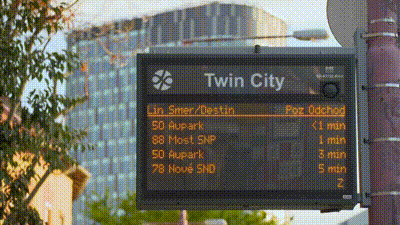 Twin City
Lin Smer/Destin Poz Odchod
50 Aupark <1 min
88 Most SNP 1 min
50 Aupark 3 min
78 Nové SND 5 min
2